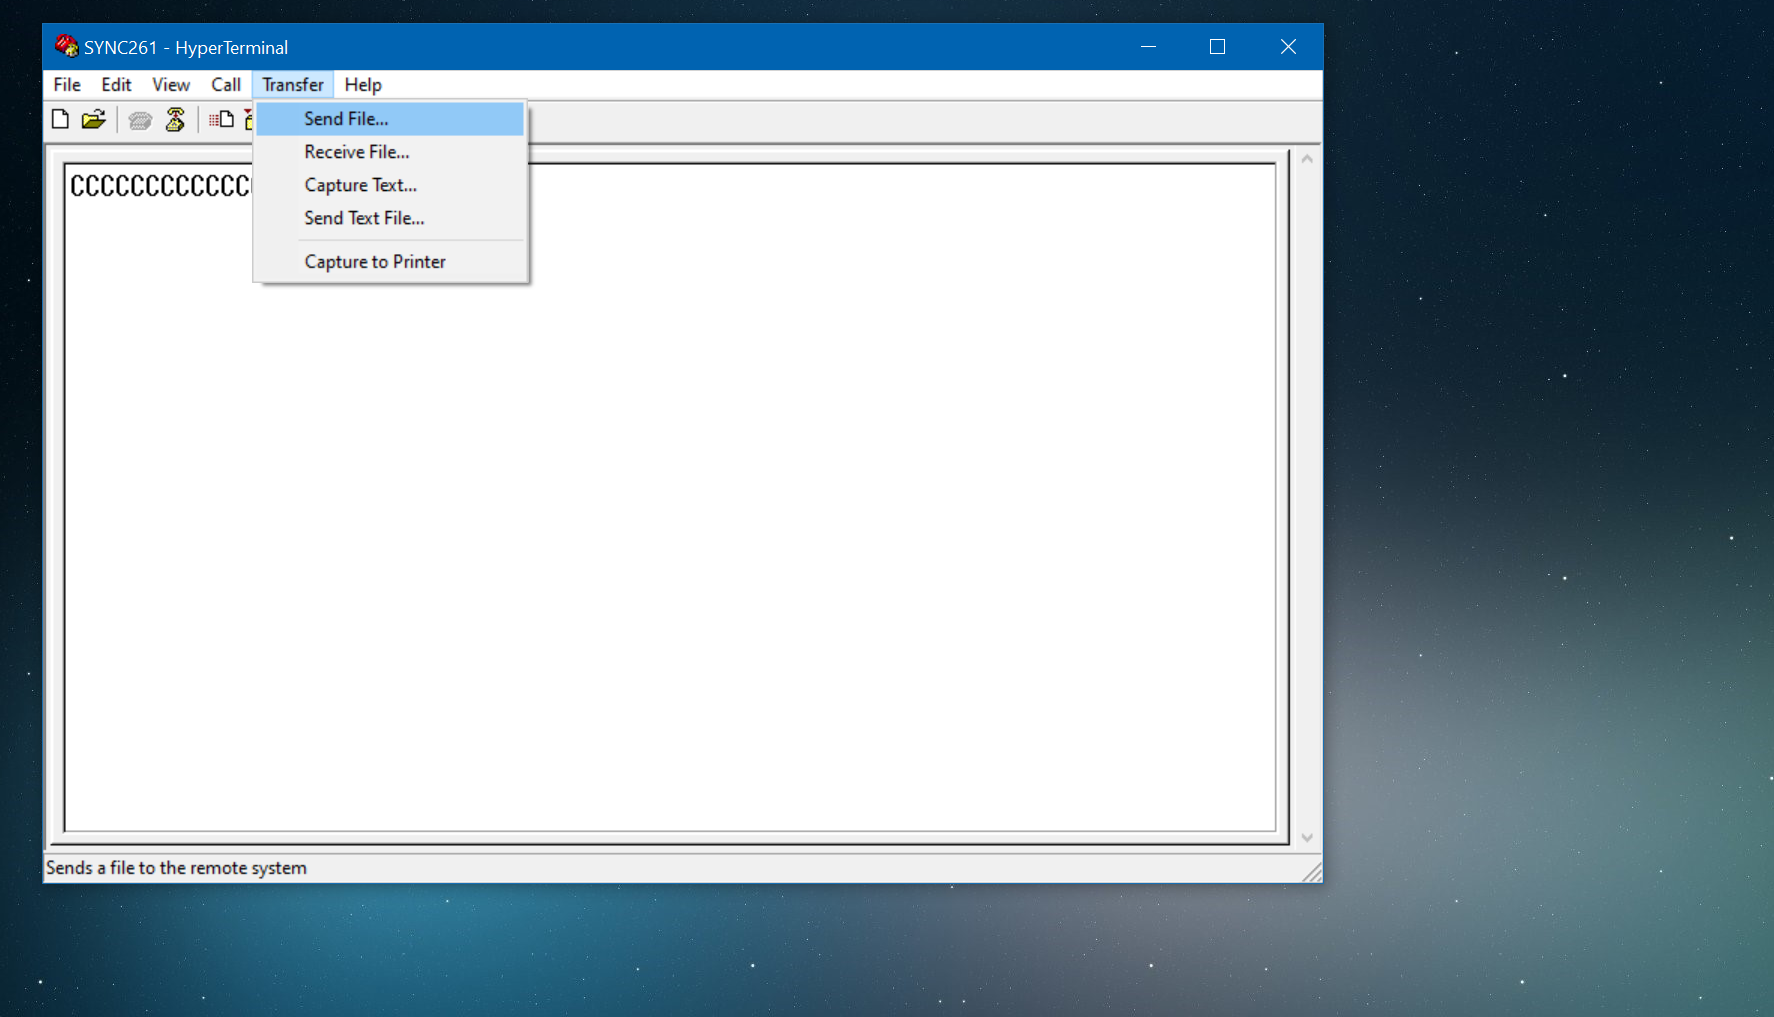 SYNC261 - HyperTerminal
File Edit View Call Transfer Help
Send File...
Receive File...
CCCCCCCCCCCCC
Capture Text...
Send Text File...
Capture to Printer
Sends a file to the remote system